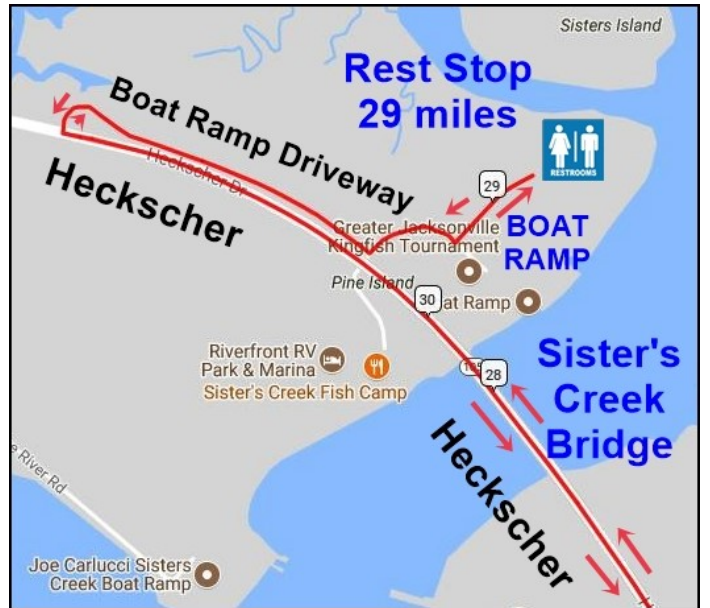 Sisters Island
Rest Stop
29 miles
Boat Ramp Driveway
RESTROOMS
Heckscher Dr
Heckscher
29
Greater Jacksonville
Kingfish Tournament
BOAT
RAMP
Pine Island
30
at Ramp
Riverfront RV
Park & Marina
Sister's Creek Fish Camp
28
Sister's
Creek
Bridge
Heckscher
e River Rd
Joe Carlucci Sisters
Creek Boat Ramp